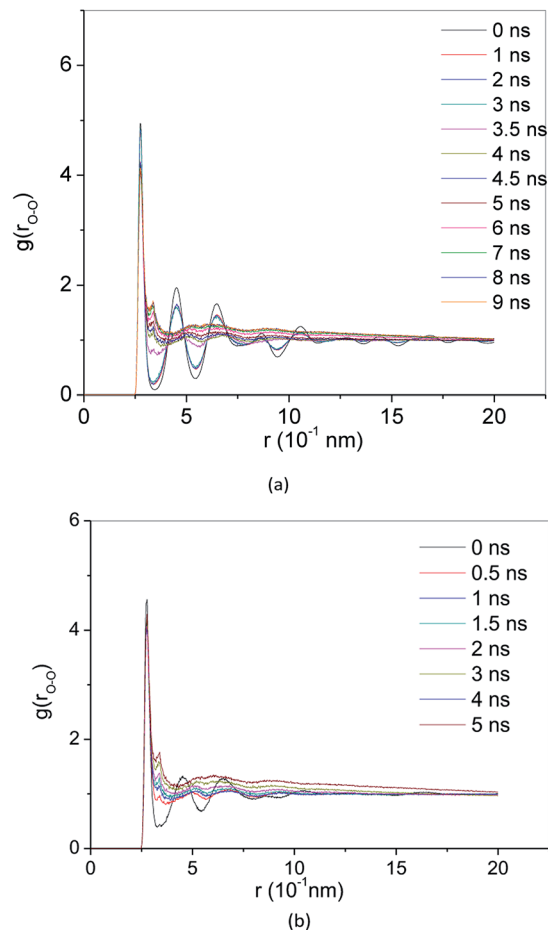 6
4
2
0
g(rO-O)
0 5 10 15 20
r (10-1 nm)
0 ns
1 ns
2 ns
3 ns
3.5 ns
4 ns
4.5 ns
5 ns
6 ns
7 ns
8 ns
9 ns
(a)
6
4
2
0
g(rO-O)
0 5 10 15 20
r (10-1nm)
0 ns
0.5 ns
1 ns
1.5 ns
2 ns
3 ns
4 ns
5 ns
(b)